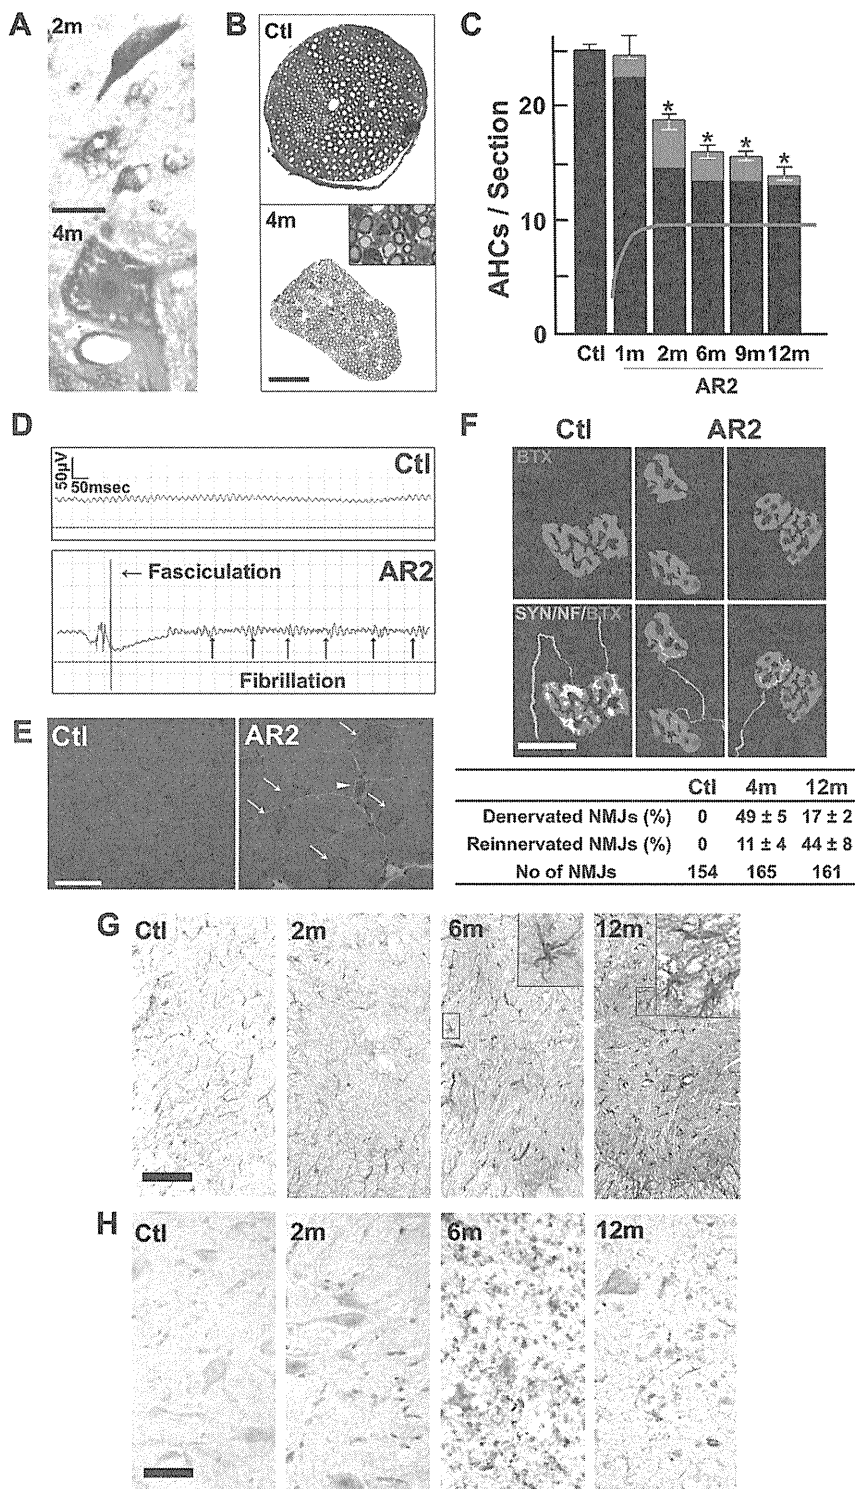 A
2m
4m
B
Ctl
4m
C
AHCs / Section
20
10
0
Ctl 1m 2m 6m 9m 12m
AR2
* * * *
D
Ctl
50µV
50msec
AR2
← Fasciculation
Fibrillation
E
Ctl
AR2
F
Ctl AR2
BTX
SYN/NF/BTX
Ctl 4m 12m
Denervated NMJs (%) 0 49 ± 5 17 ± 2
Reinnervated NMJs (%) 0 11 ± 4 44 ± 8
No of NMJs 154 165 161
G
Ctl 2m 6m 12m
H
Ctl 2m 6m 12m